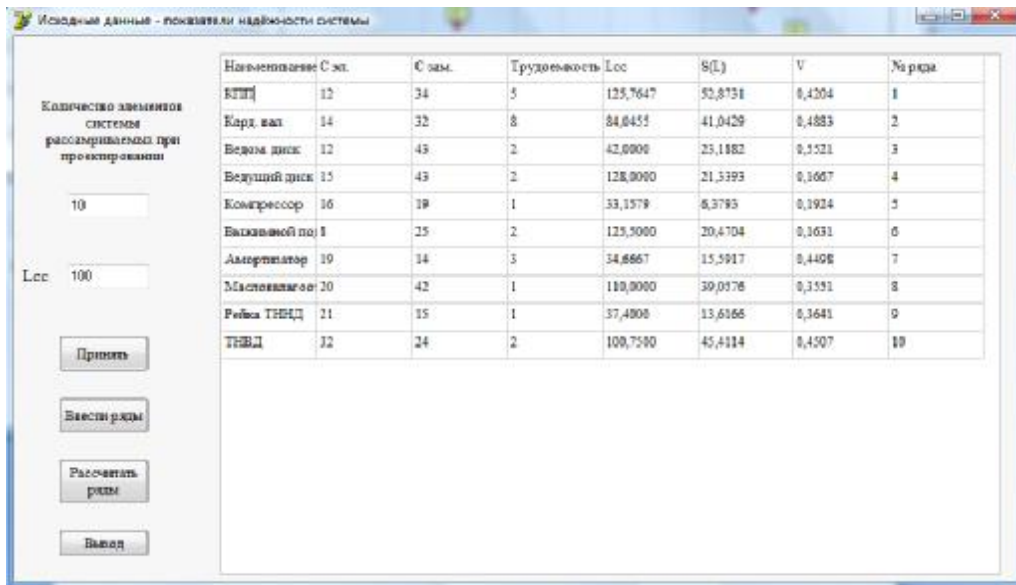 Исходные данные - показатели надёжности системы
Наименование С эл. С зам. Трудоемкость Lcc S(L) V № ряда
КПП 12 34 5 125,7647 52,8731 0,4204 1
Кард. вал 14 32 8 84,0455 41,0429 0,4883 2
Ведом. диск 12 43 2 42,0000 23,1882 0,5521 3
Ведущий диск 15 43 2 128,0000 21,3393 0,1667 4
Компрессор 16 19 1 33,1579 6,3793 0,1924 5
Выжимной по 8 25 2 125,5000 20,4704 0,1631 6
Амортизатор 19 14 3 34,6667 15,5917 0,4498 7
20 42 1 110,0000 39,0576 0,3551 8
Рейка ТННД 21 15 1 37,4000 13,6166 0,3641 9
ТНВД 32 24 2 100,7500 45,4114 0,4507 10
Количество элементов
системы
рассамриваемых при
проектировании
10
Lcc 100
Принять
Ввести ряды
Рассчитать
ряды
Выход